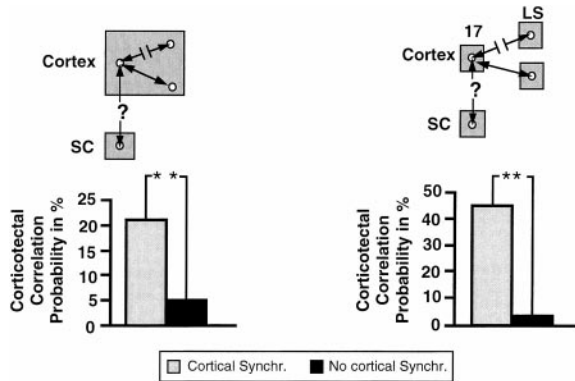 Cortex
?
SC
17
LS
Cortex
?
SC
* *
25
20
15
10
5
0
Corticotectal
Correlation
Probability in %
**
50
40
30
20
10
0
Corticotectal
Correlation
Probability in %
Cortical Synchr.
No cortical Synchr.